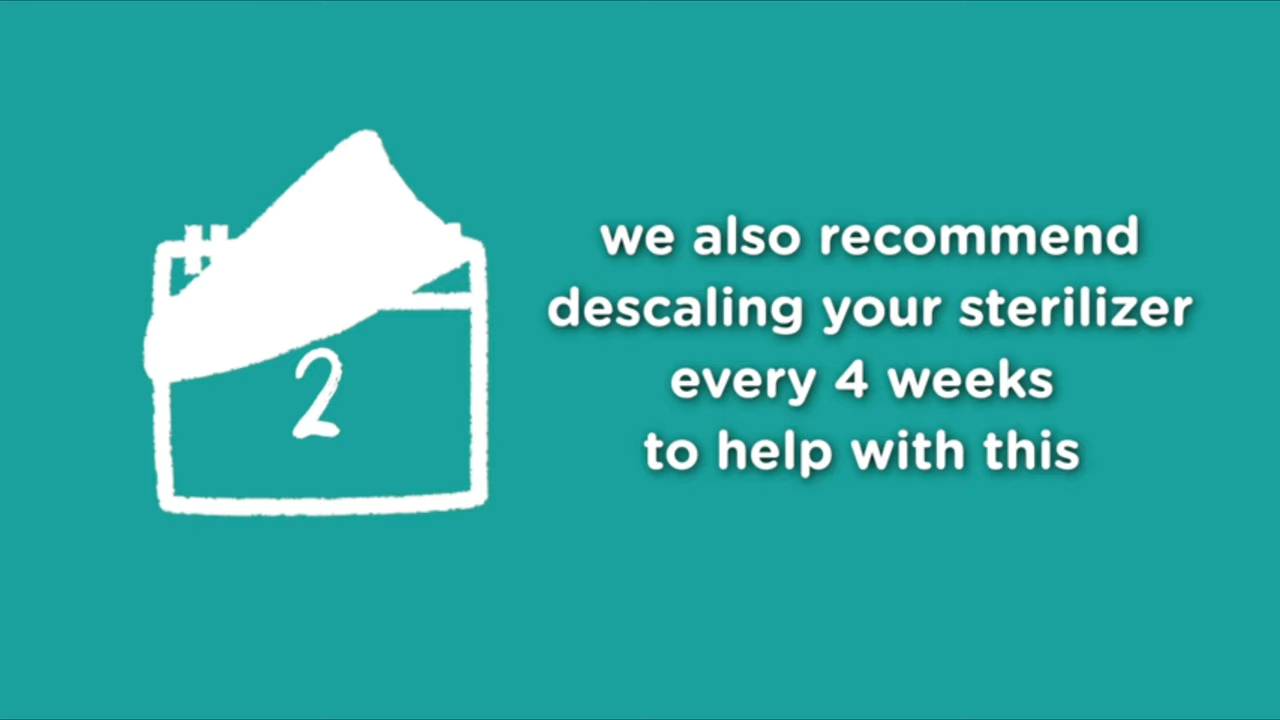 2
we also recommend
descaling your sterilizer
every 4 weeks
to help with this